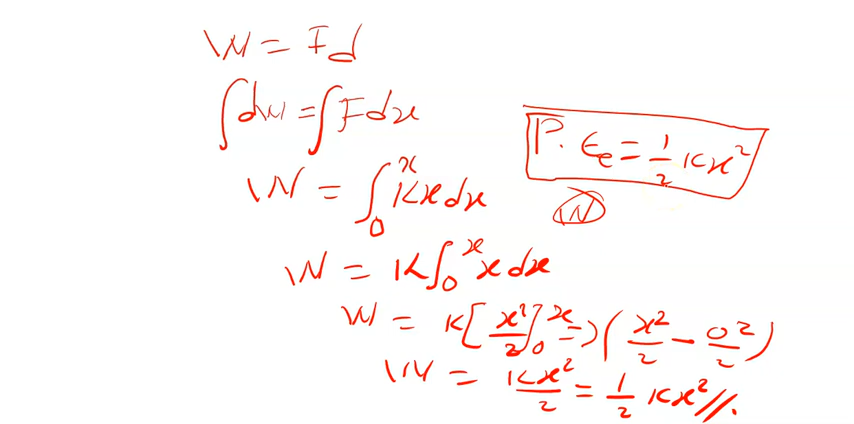 W = Fd
∫dw = ∫Fdx
P.Ee = 1/2 Kx²
W = ∫₀ˣ Kx dx
(W)
W = K∫₀ˣ x dx
W = K[x²/2]₀ˣ => (x²/2 - 0²/2)
W = Kx²/2 = 1/2 Kx² //.